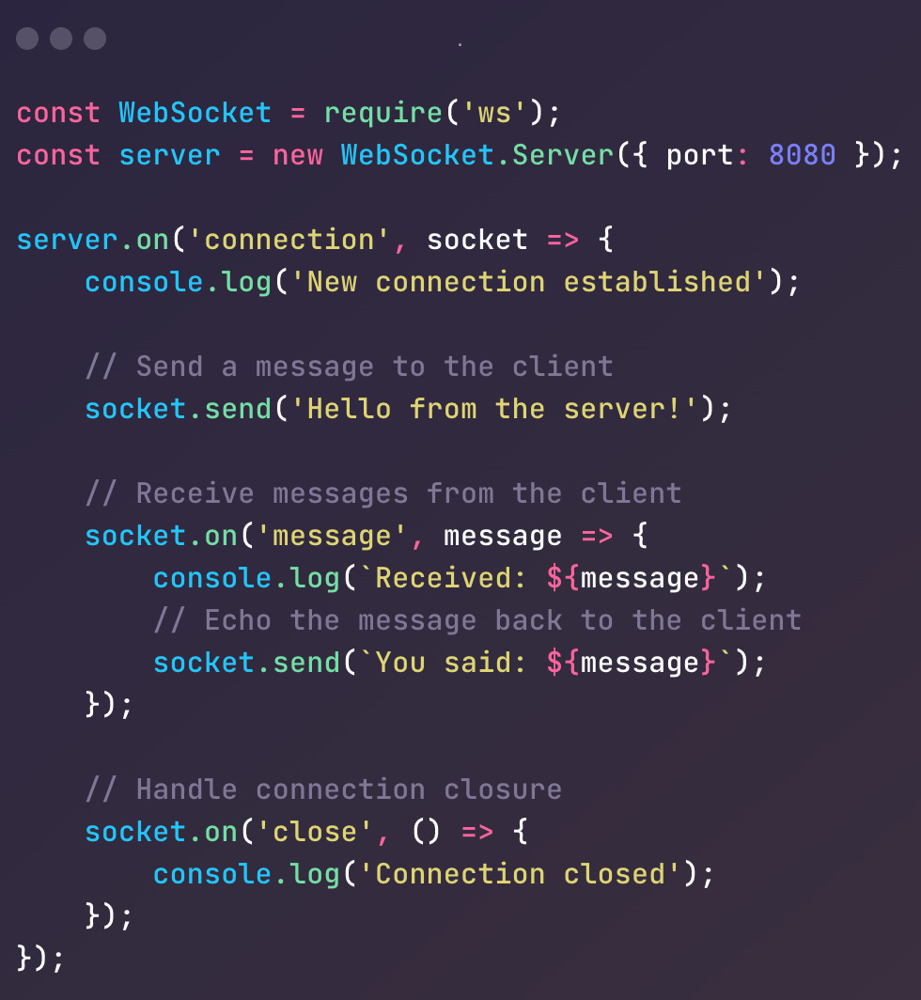 const WebSocket = require('ws');
const server = new WebSocket.Server({ port: 8080 });

server.on('connection', socket => {
    console.log('New connection established');

    // Send a message to the client
    socket.send('Hello from the server!');

    // Receive messages from the client
    socket.on('message', message => {
        console.log(`Received: ${message}`);
        // Echo the message back to the client
        socket.send(`You said: ${message}`);
    });

    // Handle connection closure
    socket.on('close', () => {
        console.log('Connection closed');
    });
});